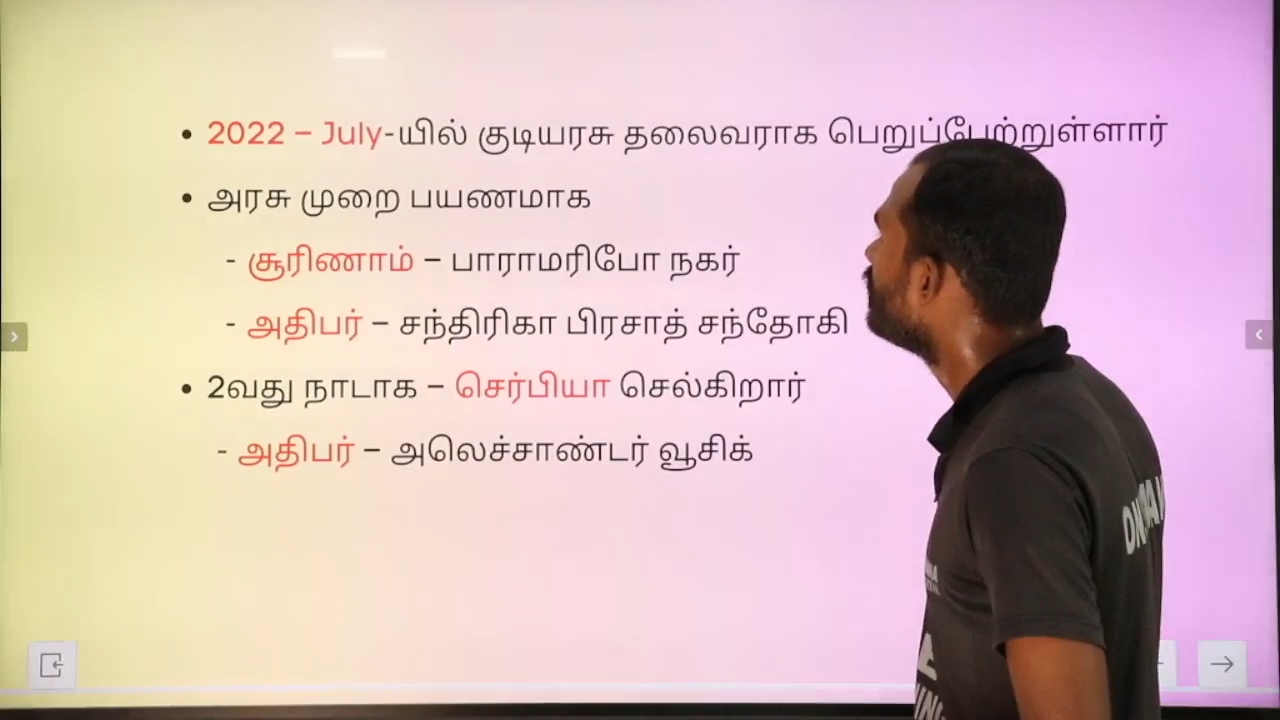 2022 – July-யில் குடியரசு தலைவராக பெறுப்பேற்றுள்ளார்
அரசு முறை பயணமாக
- சூரிணாம் – பாராமரிபோ நகர்
- அதிபர் – சந்திரிகா பிரசாத் சந்தோகி
2வது நாடாக – செர்பியா செல்கிறார்
- அதிபர் – அலெச்சாண்டர் வூசிக்